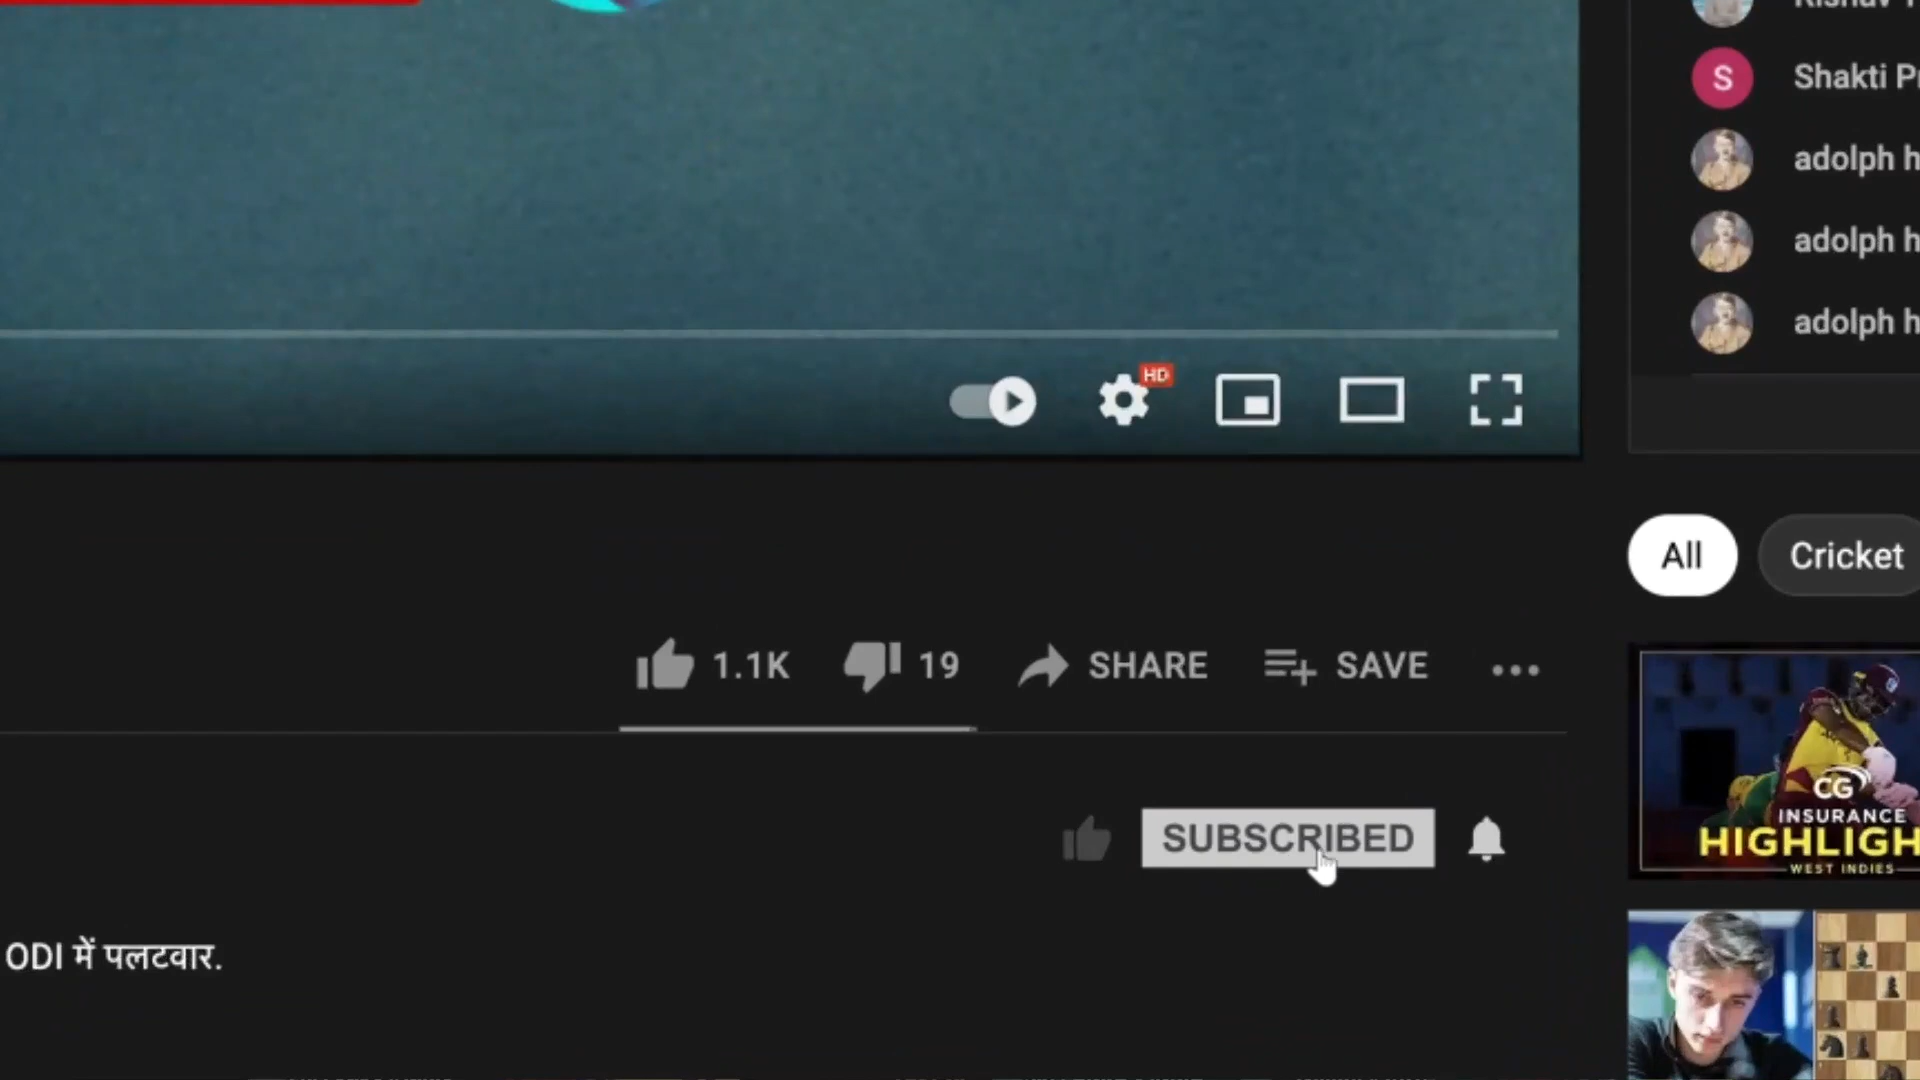 S Shakti
adolph
adolph
adolph
HD
All Cricket
1.1K 19 SHARE SAVE
CG
INSURANCE
WEST INDIES
SUBSCRIBED
ODI में पलटवार.